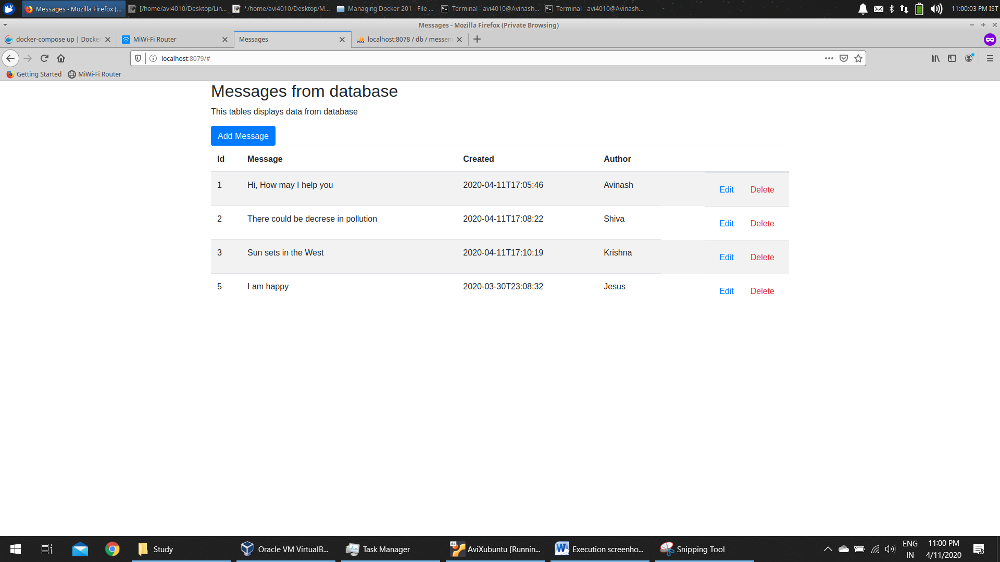 Messages - Mozilla Firefox (... [/home/avi4010/Desktop/Lin... */home/avi4010/Desktop/M... Managing Docker 201 - File ... Terminal - avi4010@Avinash... Terminal - avi4010@Avinash... 11:00:03 PM IST
Messages - Mozilla Firefox (Private Browsing)
docker-compose up | Docker MiWi-Fi Router Messages PMA localhost:8078 / db / messen
localhost:8079/#
Getting Started MiWi-Fi Router
Messages from database
This tables displays data from database
Add Message
Id Message Created Author
1 Hi, How may I help you 2020-04-11T17:05:46 Avinash Edit Delete
2 There could be decrese in pollution 2020-04-11T17:08:22 Shiva Edit Delete
3 Sun sets in the West 2020-04-11T17:10:19 Krishna Edit Delete
5 I am happy 2020-03-30T23:08:32 Jesus Edit Delete
Study Oracle VM VirtualB... Task Manager 64 AviXubuntu [Runnin... Execution screenho... Snipping Tool ENG 11:00 PM
IN 4/11/2020